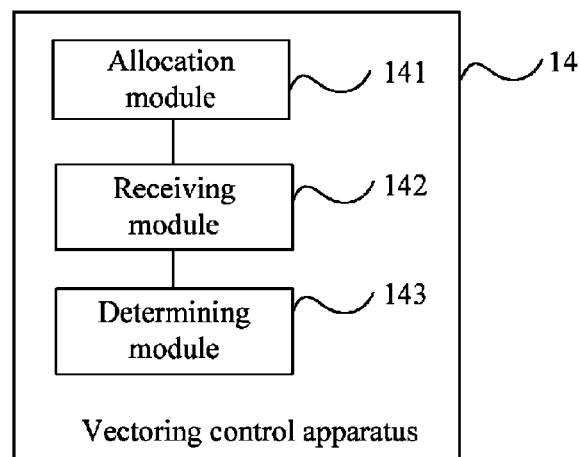 Allocation
module
141
14
Receiving
module
142
Determining
module
143
Vectoring control apparatus